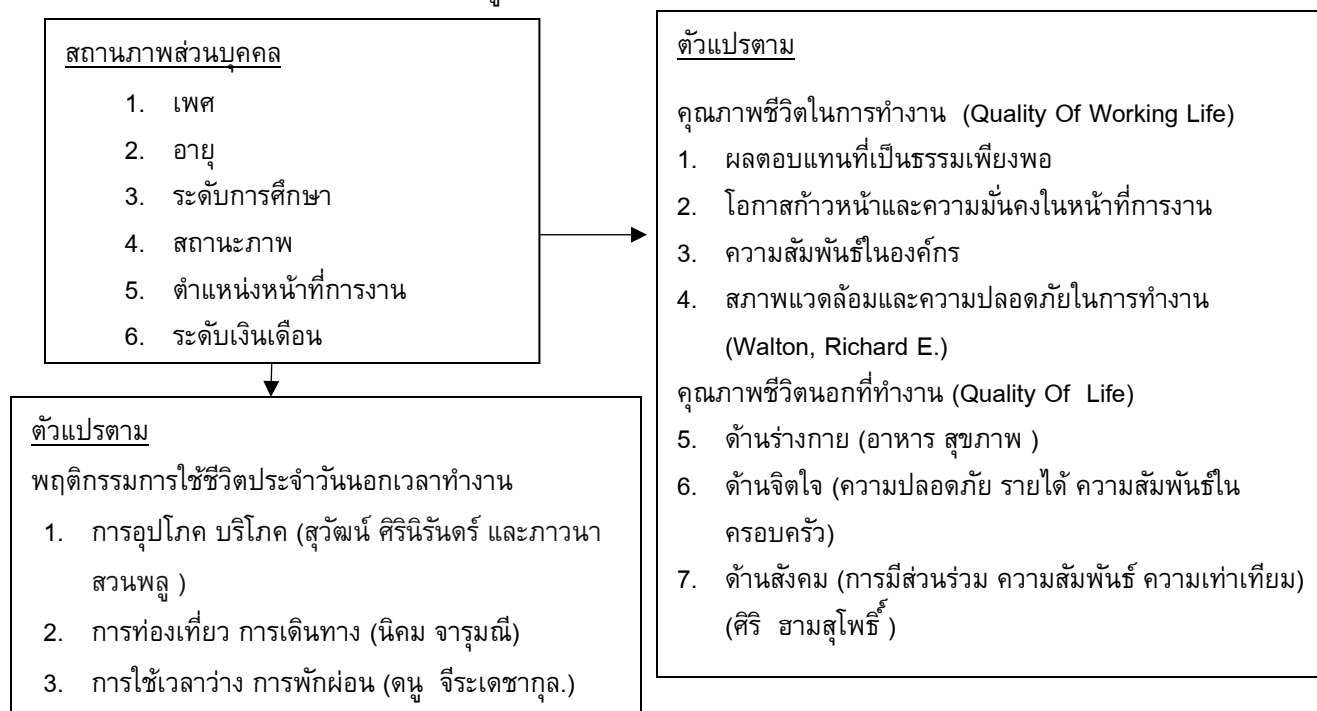 สถานภาพส่วนบุคคล
1. เพศ
2. อายุ
3. ระดับการศึกษา
4. สถานะภาพ
5. ตำแหน่งหน้าที่การงาน
6. ระดับเงินเดือน
ตัวแปรตาม
พฤติกรรมการใช้ชีวิตประจำวันนอกเวลาทำงาน
1. การอุปโภค บริโภค (สุวัฒน์ ศิรินิรันดร์ และภาวนา
สวนพลู )
2. การท่องเที่ยว การเดินทาง (นิคม จารุมณี)
3. การใช้เวลาว่าง การพักผ่อน (ดนู จีระเดชากุล.)
ตัวแปรตาม
คุณภาพชีวิตในการทำงาน (Quality Of Working Life)
1. ผลตอบแทนที่เป็นธรรมเพียงพอ
2. โอกาสก้าวหน้าและความมั่นคงในหน้าที่การงาน
3. ความสัมพันธ์ในองค์กร
4. สภาพแวดล้อมและความปลอดภัยในการทำงาน
(Walton, Richard E.)
คุณภาพชีวิตนอกที่ทำงาน (Quality Of Life)
5. ด้านร่างกาย (อาหาร สุขภาพ )
6. ด้านจิตใจ (ความปลอดภัย รายได้ ความสัมพันธ์ใน
ครอบครัว)
7. ด้านสังคม (การมีส่วนร่วม ความสัมพันธ์ ความเท่าเทียม)
(ศิริ ฮามสุโพธิ์ )